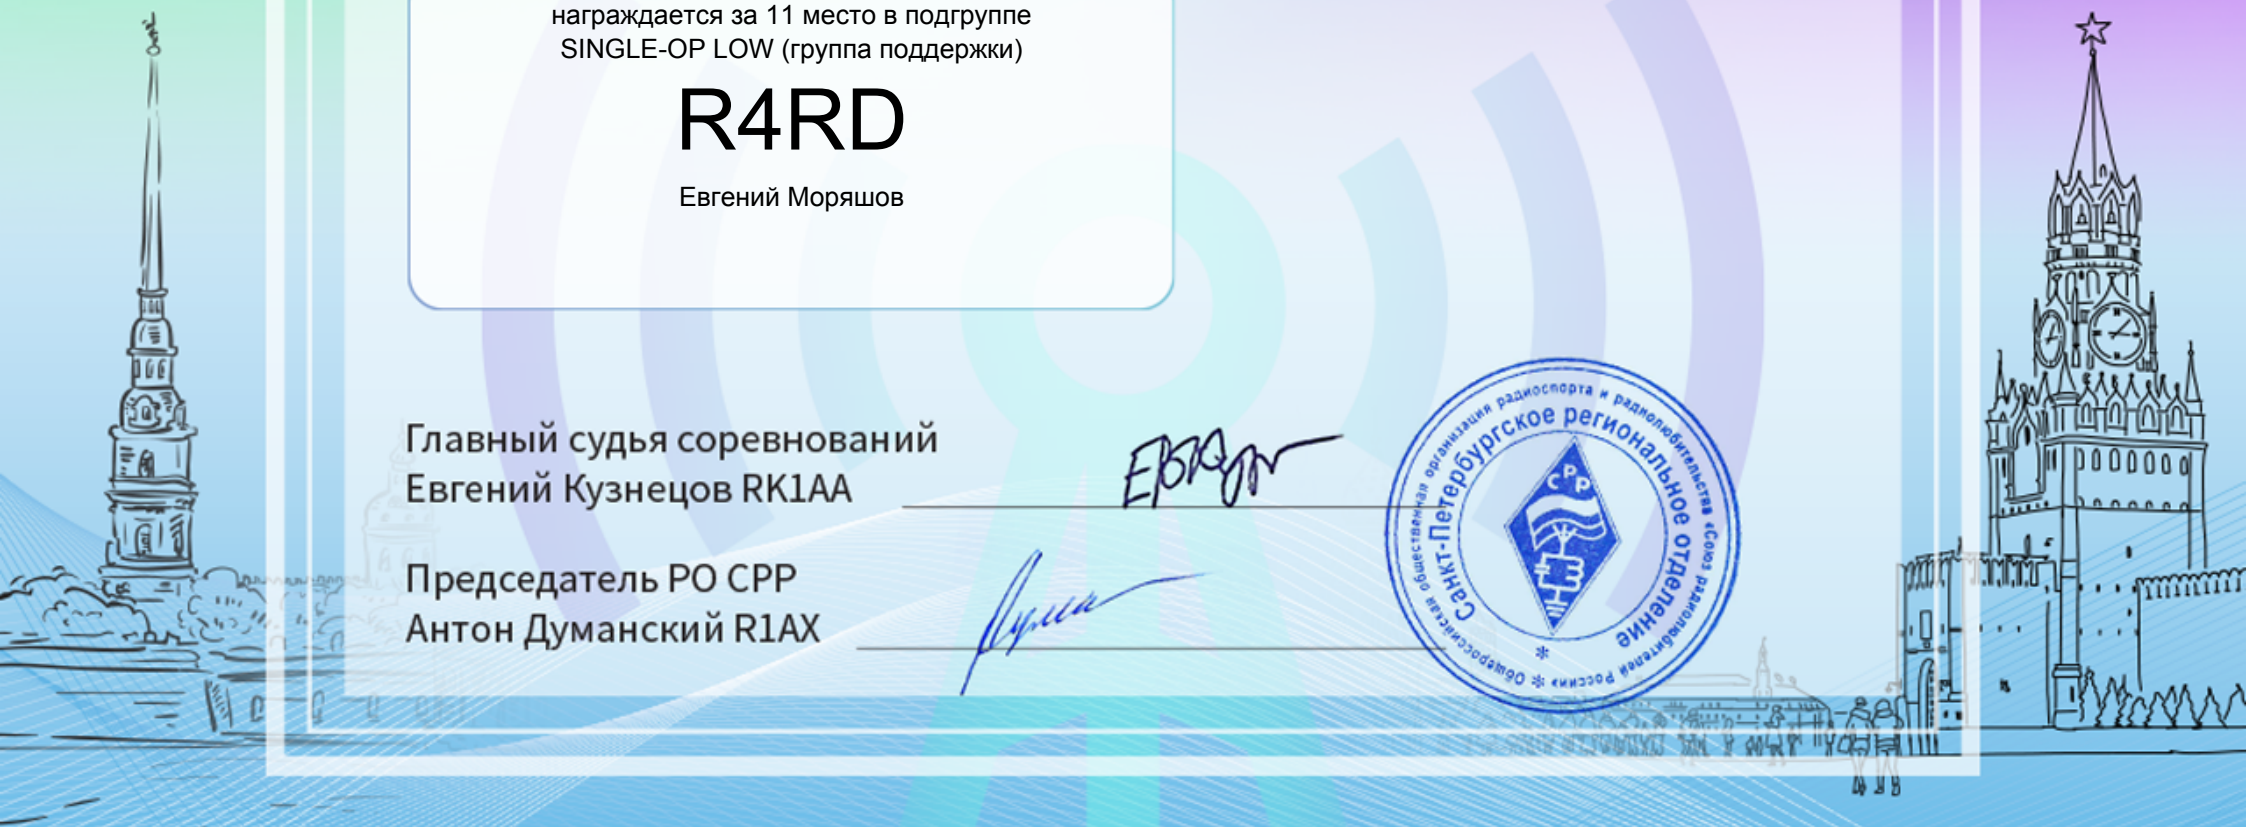 награждается за 11 место в подгруппе
SINGLE-OP LOW (группа поддержки)
R4RD
Евгений Моряшов
Главный судья соревнований
Евгений Кузнецов RK1AA
Председатель РО СРР
Антон Думанский R1AX
Общероссийская общественная организация радиоспорта и радиолюбительства «Союз радиолюбителей России»
Санкт-Петербургское региональное отделение
СРР